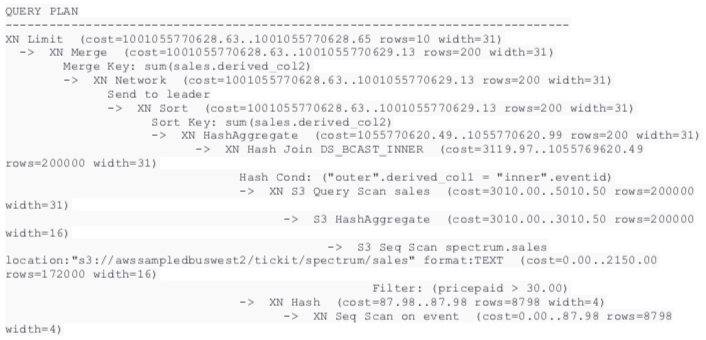 QUERY PLAN
-----------------------------------------------------------------------------
XN Limit  (cost=1001055770628.63..1001055770628.65 rows=10 width=31)
  ->  XN Merge  (cost=1001055770628.63..1001055770629.13 rows=200 width=31)
        Merge Key: sum(sales.derived_col2)
        ->  XN Network  (cost=1001055770628.63..1001055770629.13 rows=200 width=31)
              Send to leader
              ->  XN Sort  (cost=1001055770628.63..1001055770629.13 rows=200 width=31)
                    Sort Key: sum(sales.derived_col2)
                    ->  XN HashAggregate  (cost=1055770620.49..1055770620.99 rows=200 width=31)
                          ->  XN Hash Join DS_BCAST_INNER  (cost=3119.97..1055769620.49
rows=200000 width=31)
                                Hash Cond: ("outer".derived_col1 = "inner".eventid)
                                ->  XN S3 Query Scan sales  (cost=3010.00..5010.50 rows=200000
width=31)
                                      ->  S3 HashAggregate  (cost=3010.00..3010.50 rows=200000
width=16)
                                            ->  S3 Seq Scan spectrum.sales
location:"s3://awssampledbuswest2/tickit/spectrum/sales" format:TEXT  (cost=0.00..2150.00
rows=172000 width=16)
                                                  Filter: (pricepaid > 30.00)
                                ->  XN Hash  (cost=87.98..87.98 rows=8798 width=4)
                                      ->  XN Seq Scan on event  (cost=0.00..87.98 rows=8798
width=4)